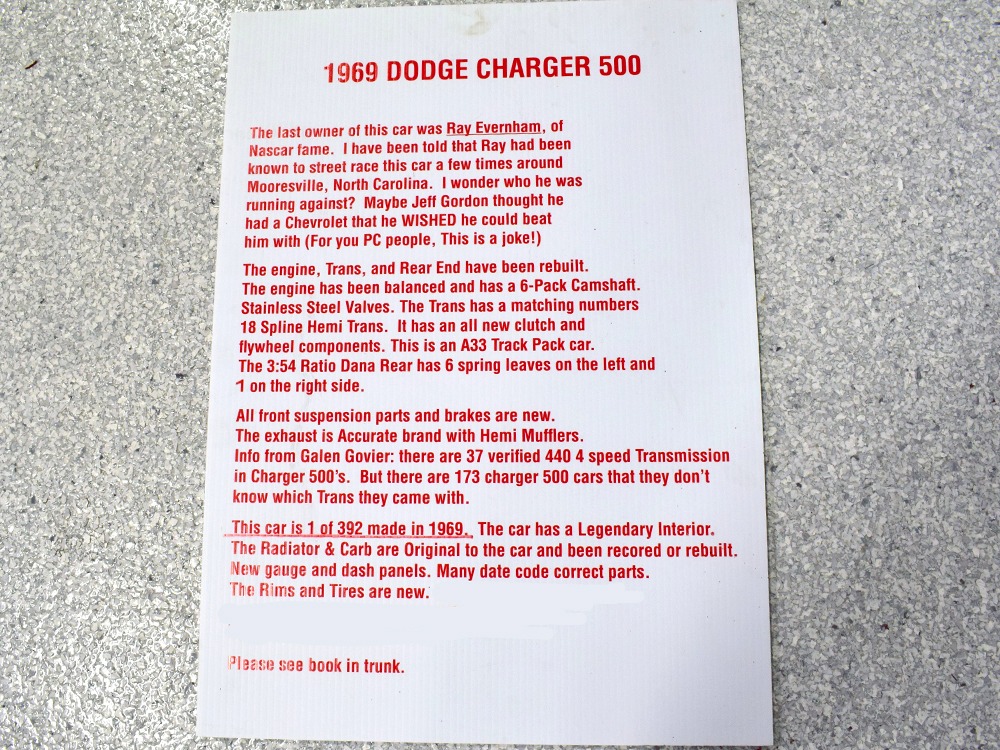 1969 DODGE CHARGER 500
The last owner of this car was Ray Evernham, of
Nascar fame. I have been told that Ray had been
known to street race this car a few times around
Mooresville, North Carolina. I wonder who he was
running against? Maybe Jeff Gordon thought he
had a Chevrolet that he WISHED he could beat
him with (For you PC people, This is a joke!)
The engine, Trans, and Rear End have been rebuilt.
The engine has been balanced and has a 6-Pack Camshaft.
Stainless Steel Valves. The Trans has a matching numbers
18 Spline Hemi Trans. It has an all new clutch and
flywheel components. This is an A33 Track Pack car.
The 3:54 Ratio Dana Rear has 6 spring leaves on the left and
1 on the right side.
All front suspension parts and brakes are new.
The exhaust is Accurate brand with Hemi Mufflers.
Info from Galen Govier: there are 37 verified 440 4 speed Transmission
in Charger 500's. But there are 173 charger 500 cars that they don't
know which Trans they came with.
This car is 1 of 392 made in 1969. The car has a Legendary Interior.
The Radiator & Carb are Original to the car and been recored or rebuilt.
New gauge and dash panels. Many date code correct parts.
The Rims and Tires are new.
Please see book in trunk.